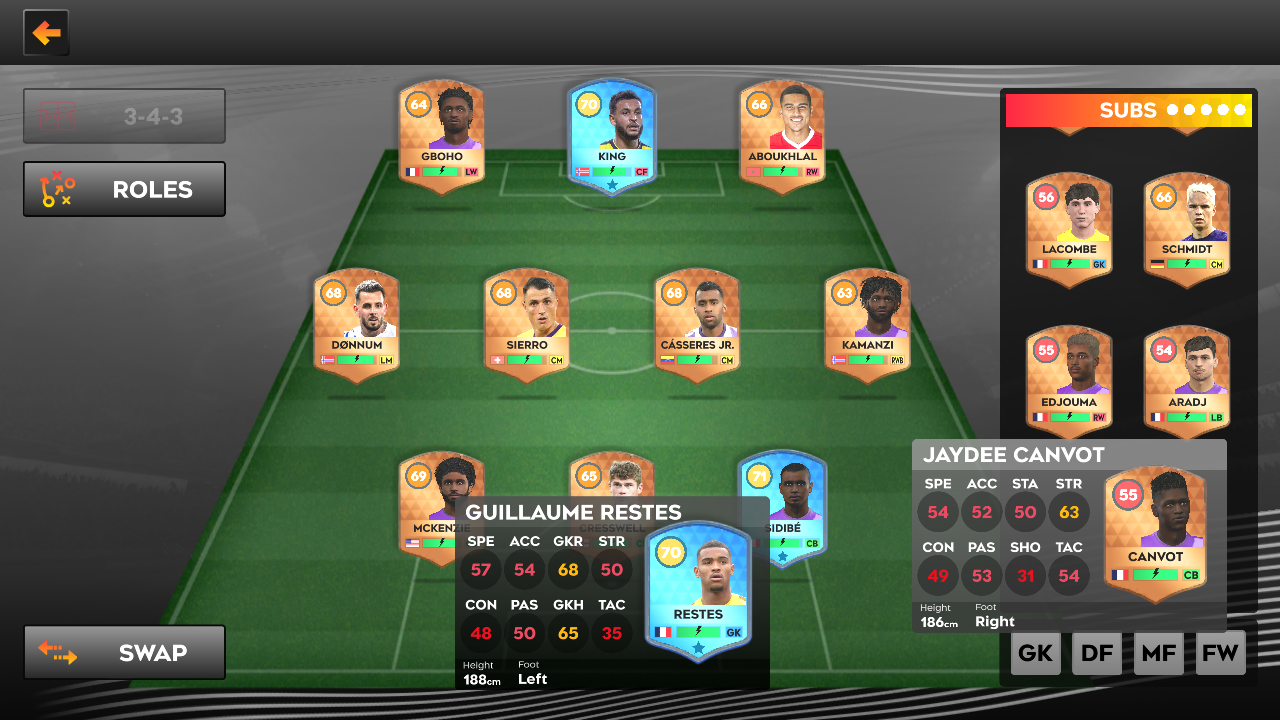 3-4-3
ROLES
SWAP
64
GBOHO
LW
70
KING
CF
66
ABOUKHLAL
RW
68
DØNNUM
LM
68
SIERRO
CM
68
CÁSSERES JR.
CM
63
KAMANZI
RWB
69
MCKENZIE
65
CRESSWELL
71
SIDIBÉ
CB
GUILLAUME RESTES
SPE ACC GKR STR
57 54 68 50
CON PAS GKH TAC
48 50 65 35
Height Foot
188cm Left
70
RESTES
GK
SUBS
56
LACOMBE
GK
66
SCHMIDT
CM
55
EDJOUMA
RW
54
ARADJ
LB
JAYDEE CANVOT
SPE ACC STA STR
54 52 50 63
CON PAS SHO TAC
49 53 31 54
Height Foot
186cm Right
55
CANVOT
CB
GK DF MF FW